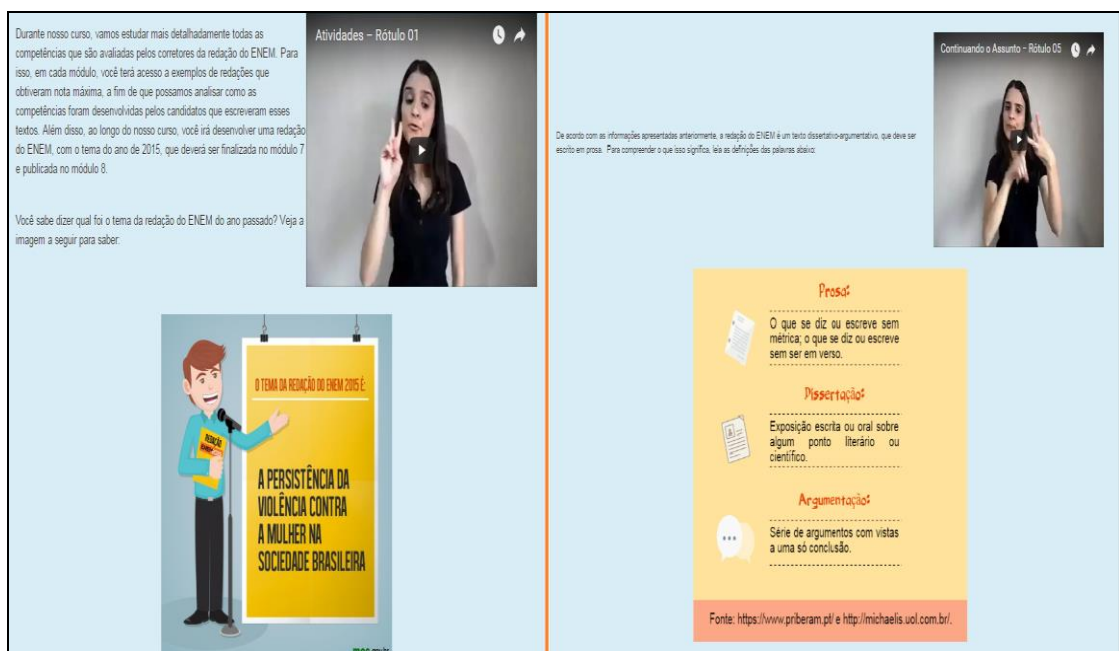 Durante nosso curso, vamos estudar mais detalhadamente todas as
competências que são avaliadas pelos corretores da redação do ENEM. Para
isso, em cada módulo, você terá acesso a exemplos de redações que
obtiveram nota máxima, a fim de que possamos analisar como as
competências foram desenvolvidas pelos candidatos que escreveram esses
textos. Além disso, ao longo do nosso curso, você irá desenvolver uma redação
do ENEM, com o tema do ano de 2015, que deverá ser finalizada no módulo 7
e publicada no módulo 8.
Você sabe dizer qual foi o tema da redação do ENEM do ano passado? Veja a
imagem a seguir para saber:
Atividades – Rótulo 01
REDAÇÃO
O TEMA DA REDAÇÃO DO ENEM 2015 É:
A PERSISTÊNCIA DA
VIOLÊNCIA CONTRA
A MULHER NA
SOCIEDADE BRASILEIRA
De acordo com as informações apresentadas anteriormente, a redação do ENEM é um texto dissertativo-argumentativo, que deve ser
escrito em prosa. Para compreender o que isso significa, leia as definições das palavras abaixo:
Continuando o Assunto – Rótulo 05
Prosa:
O que se diz ou escreve sem
métrica; o que se diz ou escreve
sem ser em verso.
Dissertação:
Exposição escrita ou oral sobre
algum ponto literário ou
científico.
Argumentação:
Série de argumentos com vistas
a uma só conclusão.
Fonte: https://www.priberam.pt/ e http://michaelis.uol.com.br/.